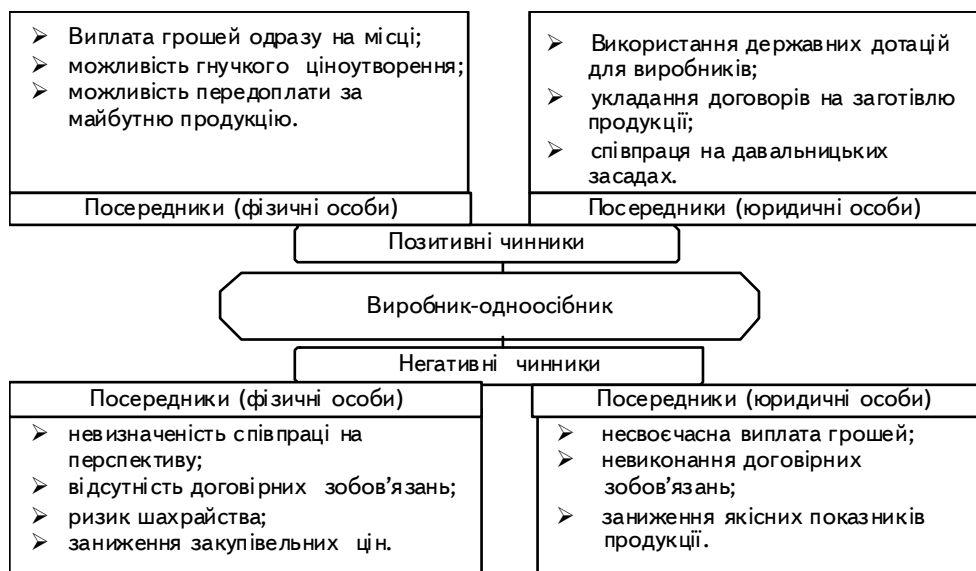 ➢ Виплата грошей одразу на місці;
➢ можливість гнучкого ціноутворення;
➢ можливість передоплати за
майбутню продукцію.
➢ Використання державних дотацій
для виробників;
➢ укладання договорів на заготівлю
продукції;
➢ співпраця на давальницьких
засадах.
Посередники (фізичні особи)
Посередники (юридичні особи)
Позитивні чинники
Виробник-одноосібник
Негативні чинники
Посередники (фізичні особи)
Посередники (юридичні особи)
➢ невизначеність співпраці на
перспективу;
➢ відсутність договірних зобов’язань;
➢ ризик шахрайства;
➢ заниження закупівельних цін.
➢ несвоєчасна виплата грошей;
➢ невиконання договірних
зобов’язань;
➢ заниження якісних показників
продукції.